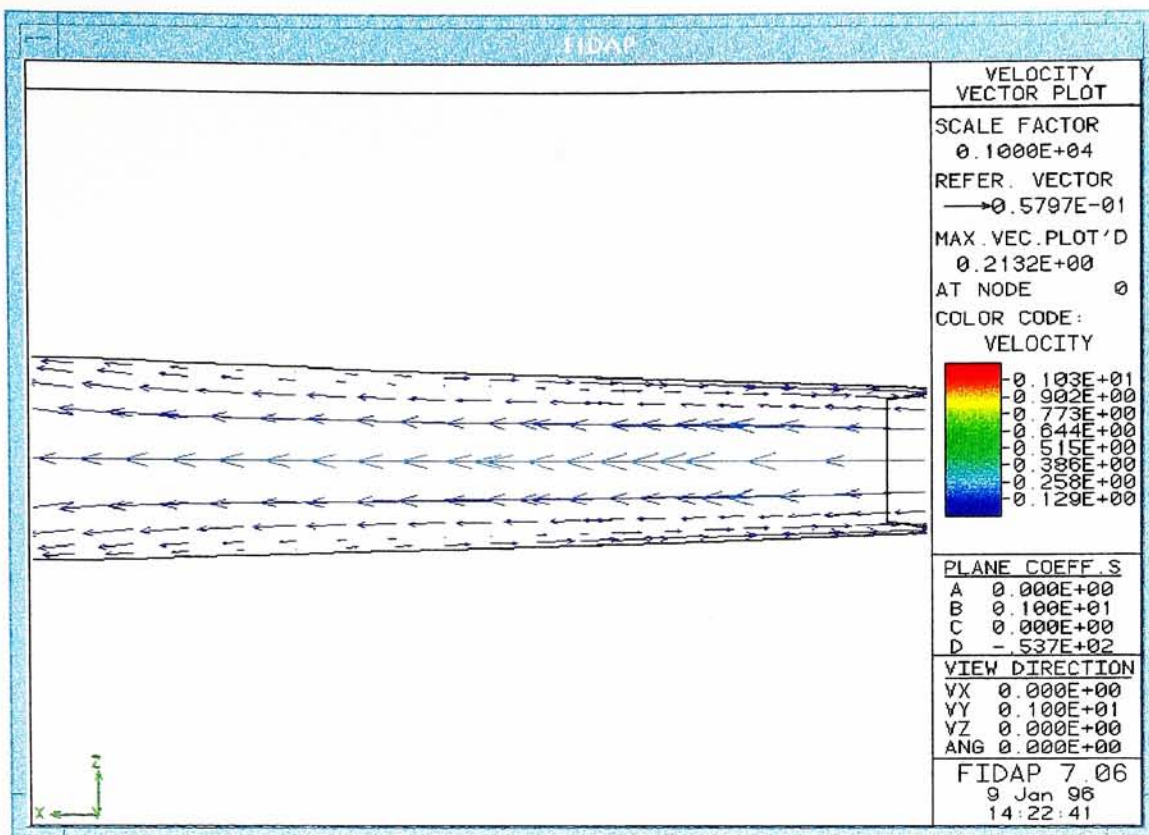 FIDAP
VELOCITY
VECTOR PLOT
SCALE FACTOR
0.1000E+04
REFER. VECTOR
0.5797E-01
MAX.VEC.PLOT'D
0.2132E+00
AT NODE 0
COLOR CODE:
VELOCITY
0.103E+01
0.902E+00
0.773E+00
0.644E+00
0.515E+00
0.386E+00
0.258E+00
0.129E+00
PLANE COEFF.S
A 0.000E+00
B 0.100E+01
C 0.000E+00
D -.537E+02
VIEW DIRECTION
VX 0.000E+00
VY 0.100E+01
VZ 0.000E+00
ANG 0.000E+00
FIDAP 7.06
9 Jan 96
14:22:41
Z
X